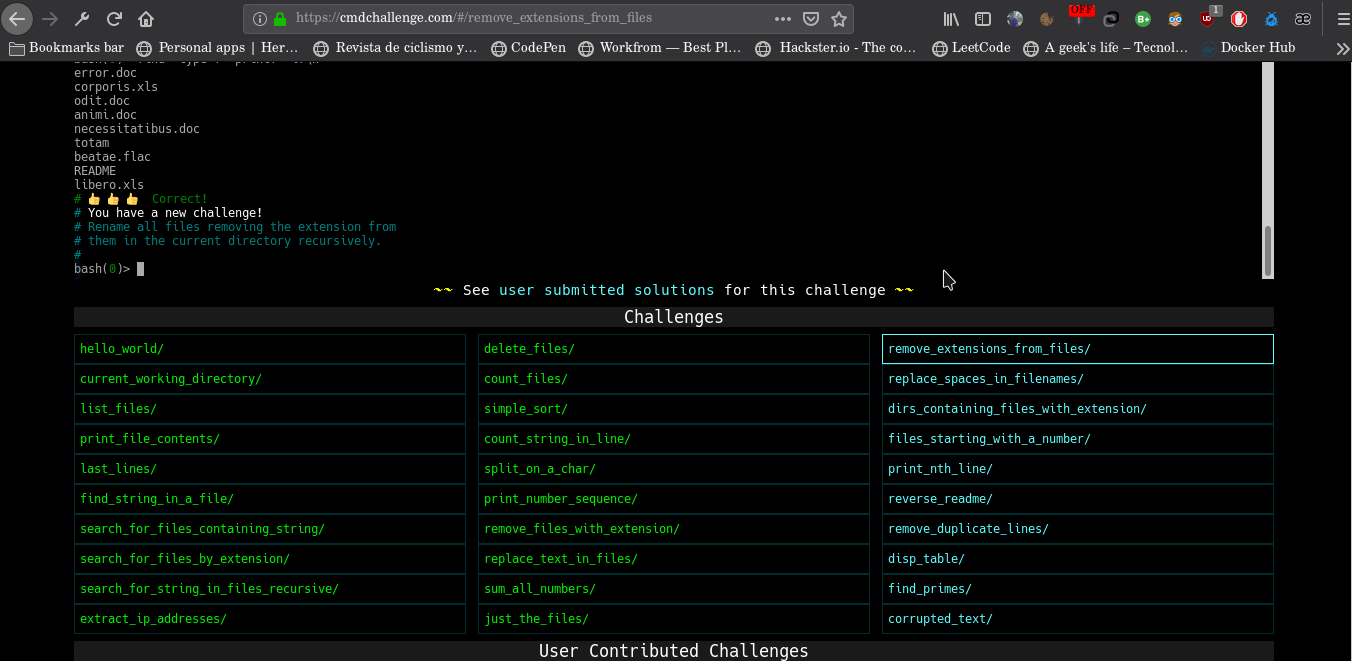 https://cmdchallenge.com/#/remove_extensions_from_files
OFF
B+
UD
1
æ
Bookmarks bar
Personal apps | Her…
Revista de ciclismo y…
CodePen
Workfrom — Best Pl…
Hackster.io - The co…
LeetCode
A geek's life – Tecnol…
Docker Hub
error.doc
corporis.xls
odit.doc
animi.doc
necessitatibus.doc
totam
beatae.flac
README
libero.xls
# 👍 👍 👍 Correct!
# You have a new challenge!
# Rename all files removing the extension from
# them in the current directory recursively.
#
bash(0)>
~~ See user submitted solutions for this challenge ~~
Challenges
hello_world/
current_working_directory/
list_files/
print_file_contents/
last_lines/
find_string_in_a_file/
search_for_files_containing_string/
search_for_files_by_extension/
search_for_string_in_files_recursive/
extract_ip_addresses/
delete_files/
count_files/
simple_sort/
count_string_in_line/
split_on_a_char/
print_number_sequence/
remove_files_with_extension/
replace_text_in_files/
sum_all_numbers/
just_the_files/
remove_extensions_from_files/
replace_spaces_in_filenames/
dirs_containing_files_with_extension/
files_starting_with_a_number/
print_nth_line/
reverse_readme/
remove_duplicate_lines/
disp_table/
find_primes/
corrupted_text/
User Contributed Challenges